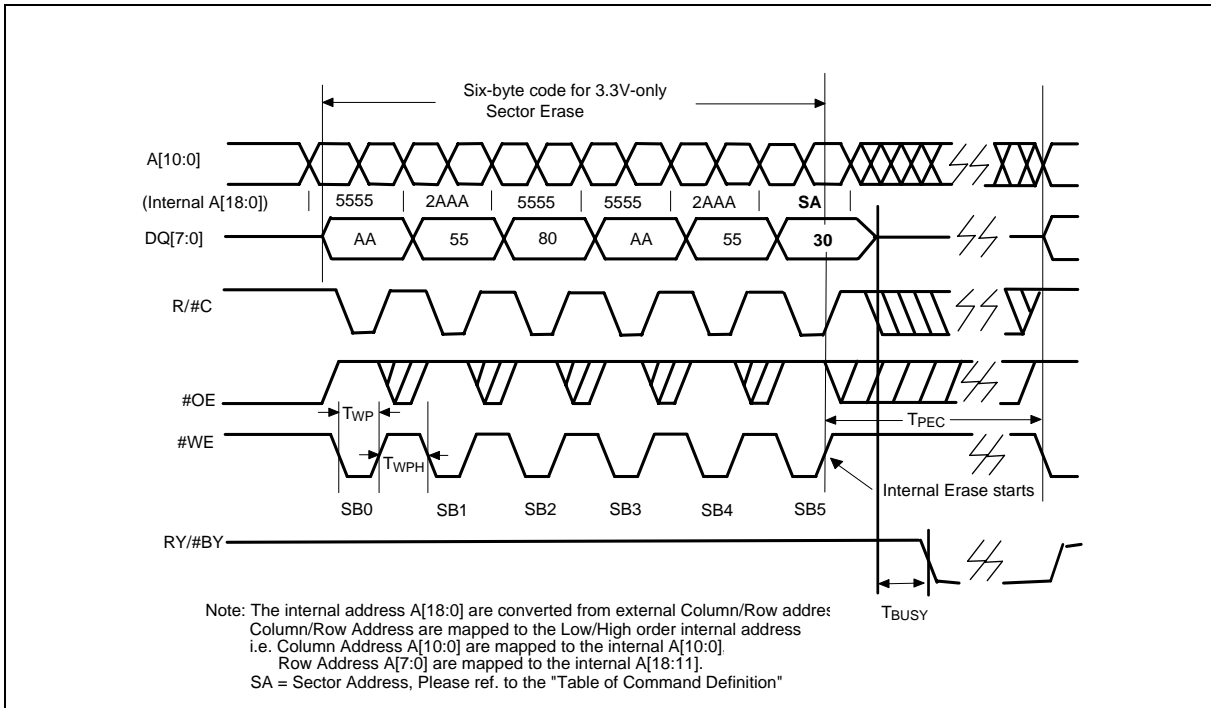 Six-byte code for 3.3V-only
Sector Erase
A[10:0]
(Internal A[18:0])
5555 2AAA 5555 5555 2AAA SA
DQ[7:0]
AA 55 80 AA 55 30
R/#C
#OE
TWP
TPEC
#WE
TWPH
Internal Erase starts
SB0 SB1 SB2 SB3 SB4 SB5
RY/#BY
TBUSY
Note: The internal address A[18:0] are converted from external Column/Row addre
Column/Row Address are mapped to the Low/High order internal address
i.e. Column Address A[10:0] are mapped to the internal A[10:0]
Row Address A[7:0] are mapped to the internal A[18:11].
SA = Sector Address, Please ref. to the "Table of Command Definition"